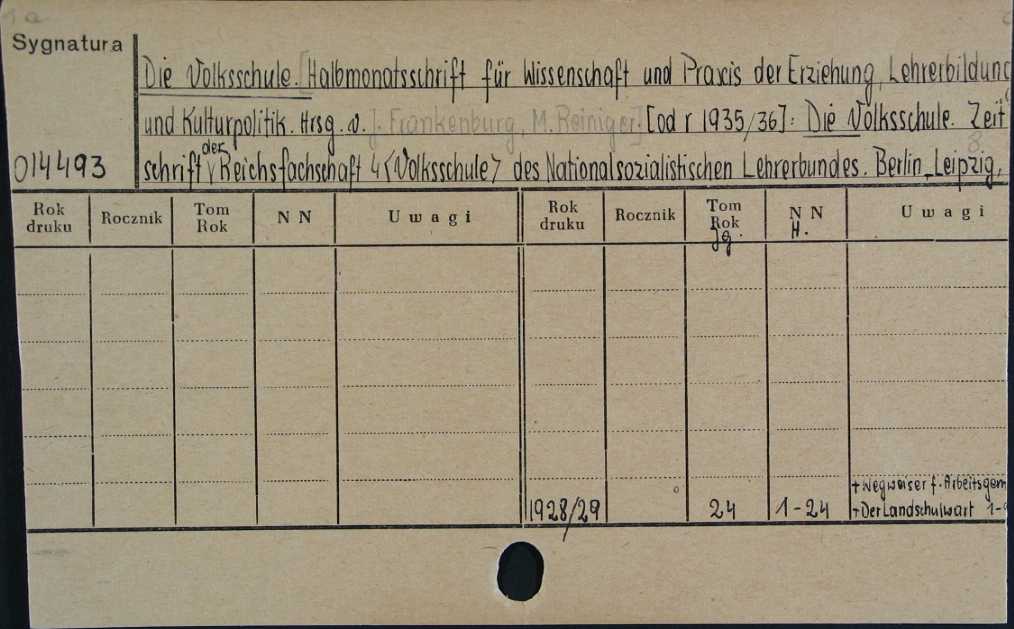 1a
Sygnatura
Die Volksschule. [Halbmonatsschrift für Wissenschaft und Praxis der Erziehung, Lehrerbildung
und Kulturpolitik. Hrsg. v. J. Frankenburg, M. Reiniger.] [od r 1935/36]: Die Volksschule. Zeit
014493
schrift der Reichsfachschaft 4 <Volksschule> des Nationalsozialistischen Lehrerbundes. Berlin, Leipzig,
8.
Rok druku Rocznik Tom Rok N N Uwagi Rok druku Rocznik Tom Rok N N Uwagi
Jg. H.
+ Wegweiser f. Arbeitsgem
1928/29 24 1-24 + Der Landschulwart 1-